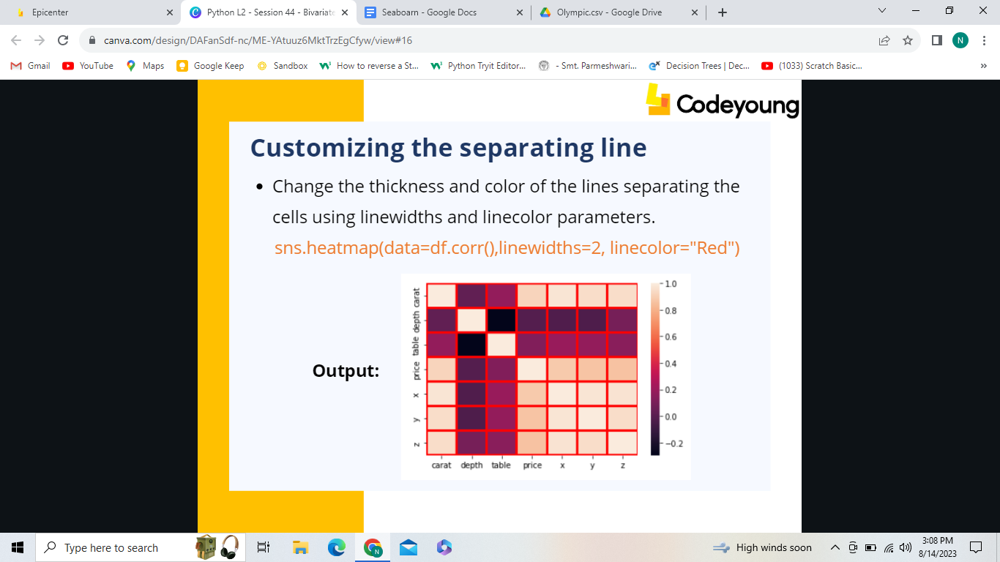 Epicenter
Python L2 - Session 44 - Bivariate
Seaboarn - Google Docs
Olympic.csv - Google Drive
canva.com/design/DAFanSdf-nc/ME-YAtuuz6MktTrzEgCfyw/view#16
N
Gmail
YouTube
Maps
Google Keep
Sandbox
How to reverse a St...
Python Tryit Editor...
- Smt. Parmeshwari...
Decision Trees | Dec...
(1033) Scratch Basic...
Codeyoung
Customizing the separating line
• Change the thickness and color of the lines separating the
cells using linewidths and linecolor parameters.
sns.heatmap(data=df.corr(),linewidths=2, linecolor="Red")
Output:
carat
depth
table
price
x
y
z
carat depth table price x y z
1.0
0.8
0.6
0.4
0.2
0.0
−0.2
Type here to search
High winds soon
3:08 PM
8/14/2023